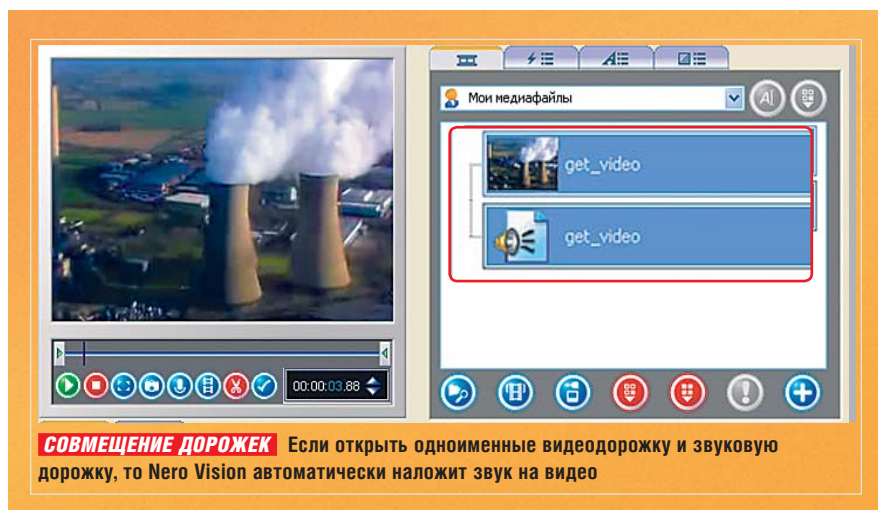 Мои медиафайлы
AI
get_video
get_video
00:00:03.88
СОВМЕЩЕНИЕ ДОРОЖЕК Если открыть одноименные видеодорожку и звуковую
дорожку, то Nero Vision автоматически наложит звук на видео